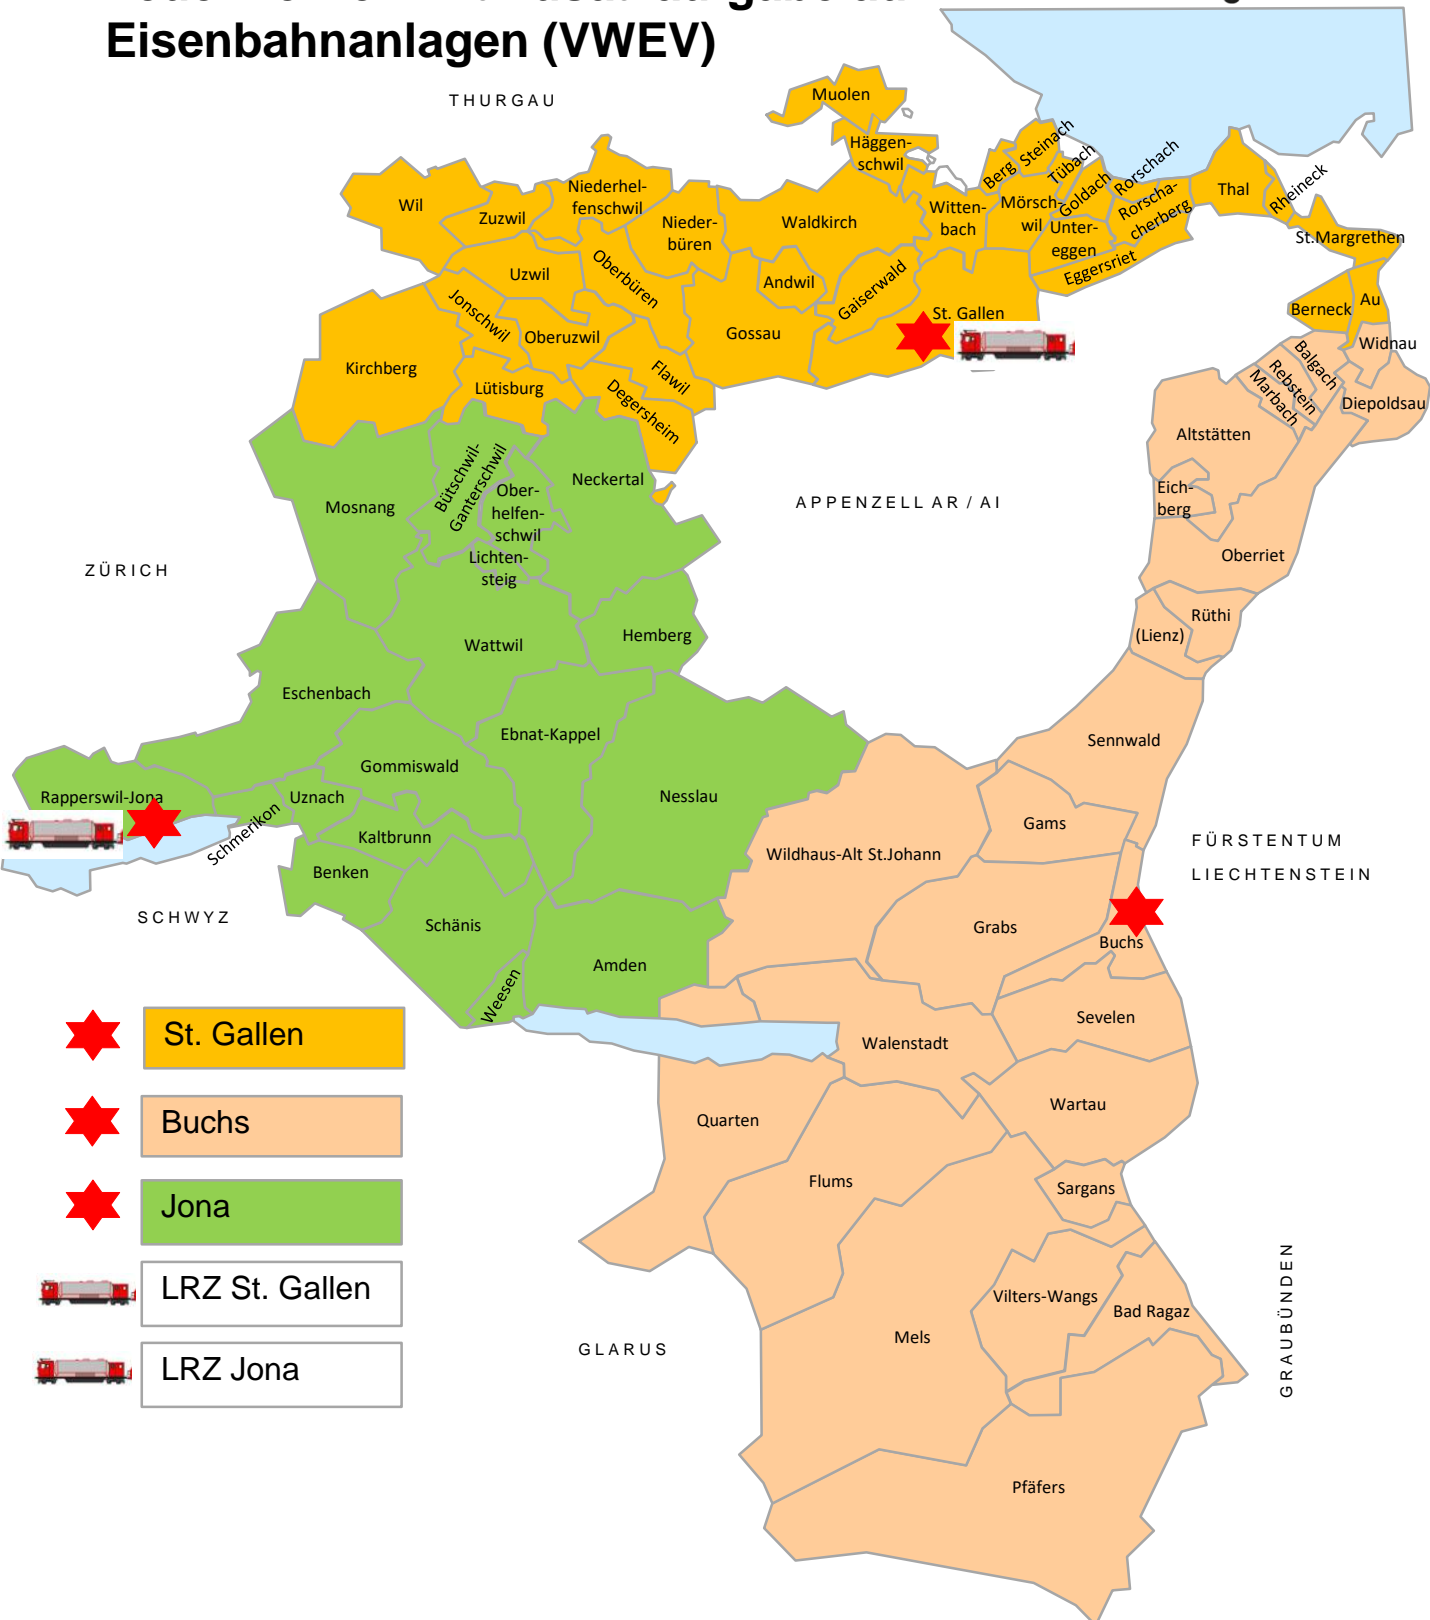 Eisenbahnanlagen (VWEV)
THURGAU
Muolen
Häggen-
schwil
Steinach
Berg
Tübach
Rorschach
Goldach
Mörsch-
wil
Rorscha-
cherberg
Thal
Rheineck
St.Margrethen
Wil
Zuzwil
Niederhel-
fenschwil
Nieder-
büren
Waldkirch
Witten-
bach
Unter-
eggen
Eggersriet
Uzwil
Oberbüren
Andwil
Gaiserwald
St. Gallen
Berneck
Au
Widnau
Jonschwil
Oberuzwil
Gossau
Balgach
Rebstein
Marbach
Diepoldsau
Kirchberg
Lütisburg
Flawil
Degersheim
Altstätten
Mosnang
Bütschwil-
Ganterschwil
Ober-
helfen-
schwil
Neckertal
APPENZELL AR / AI
Eich-
berg
Lichten-
steig
Oberriet
ZÜRICH
Wattwil
Hemberg
Rüthi
(Lienz)
Eschenbach
Ebnat-Kappel
Sennwald
Gommiswald
Rapperswil-Jona
Uznach
Schmerikon
Nesslau
Gams
Kaltbrunn
Benken
Wildhaus-Alt St.Johann
FÜRSTENTUM
LIECHTENSTEIN
SCHWYZ
Schänis
Grabs
Buchs
Amden
Weesen
Sevelen
Walenstadt
St. Gallen
Buchs
Jona
LRZ St. Gallen
LRZ Jona
Quarten
Wartau
Flums
Sargans
Vilters-Wangs
Bad Ragaz
Mels
GLARUS
GRAUBÜNDEN
Pfäfers